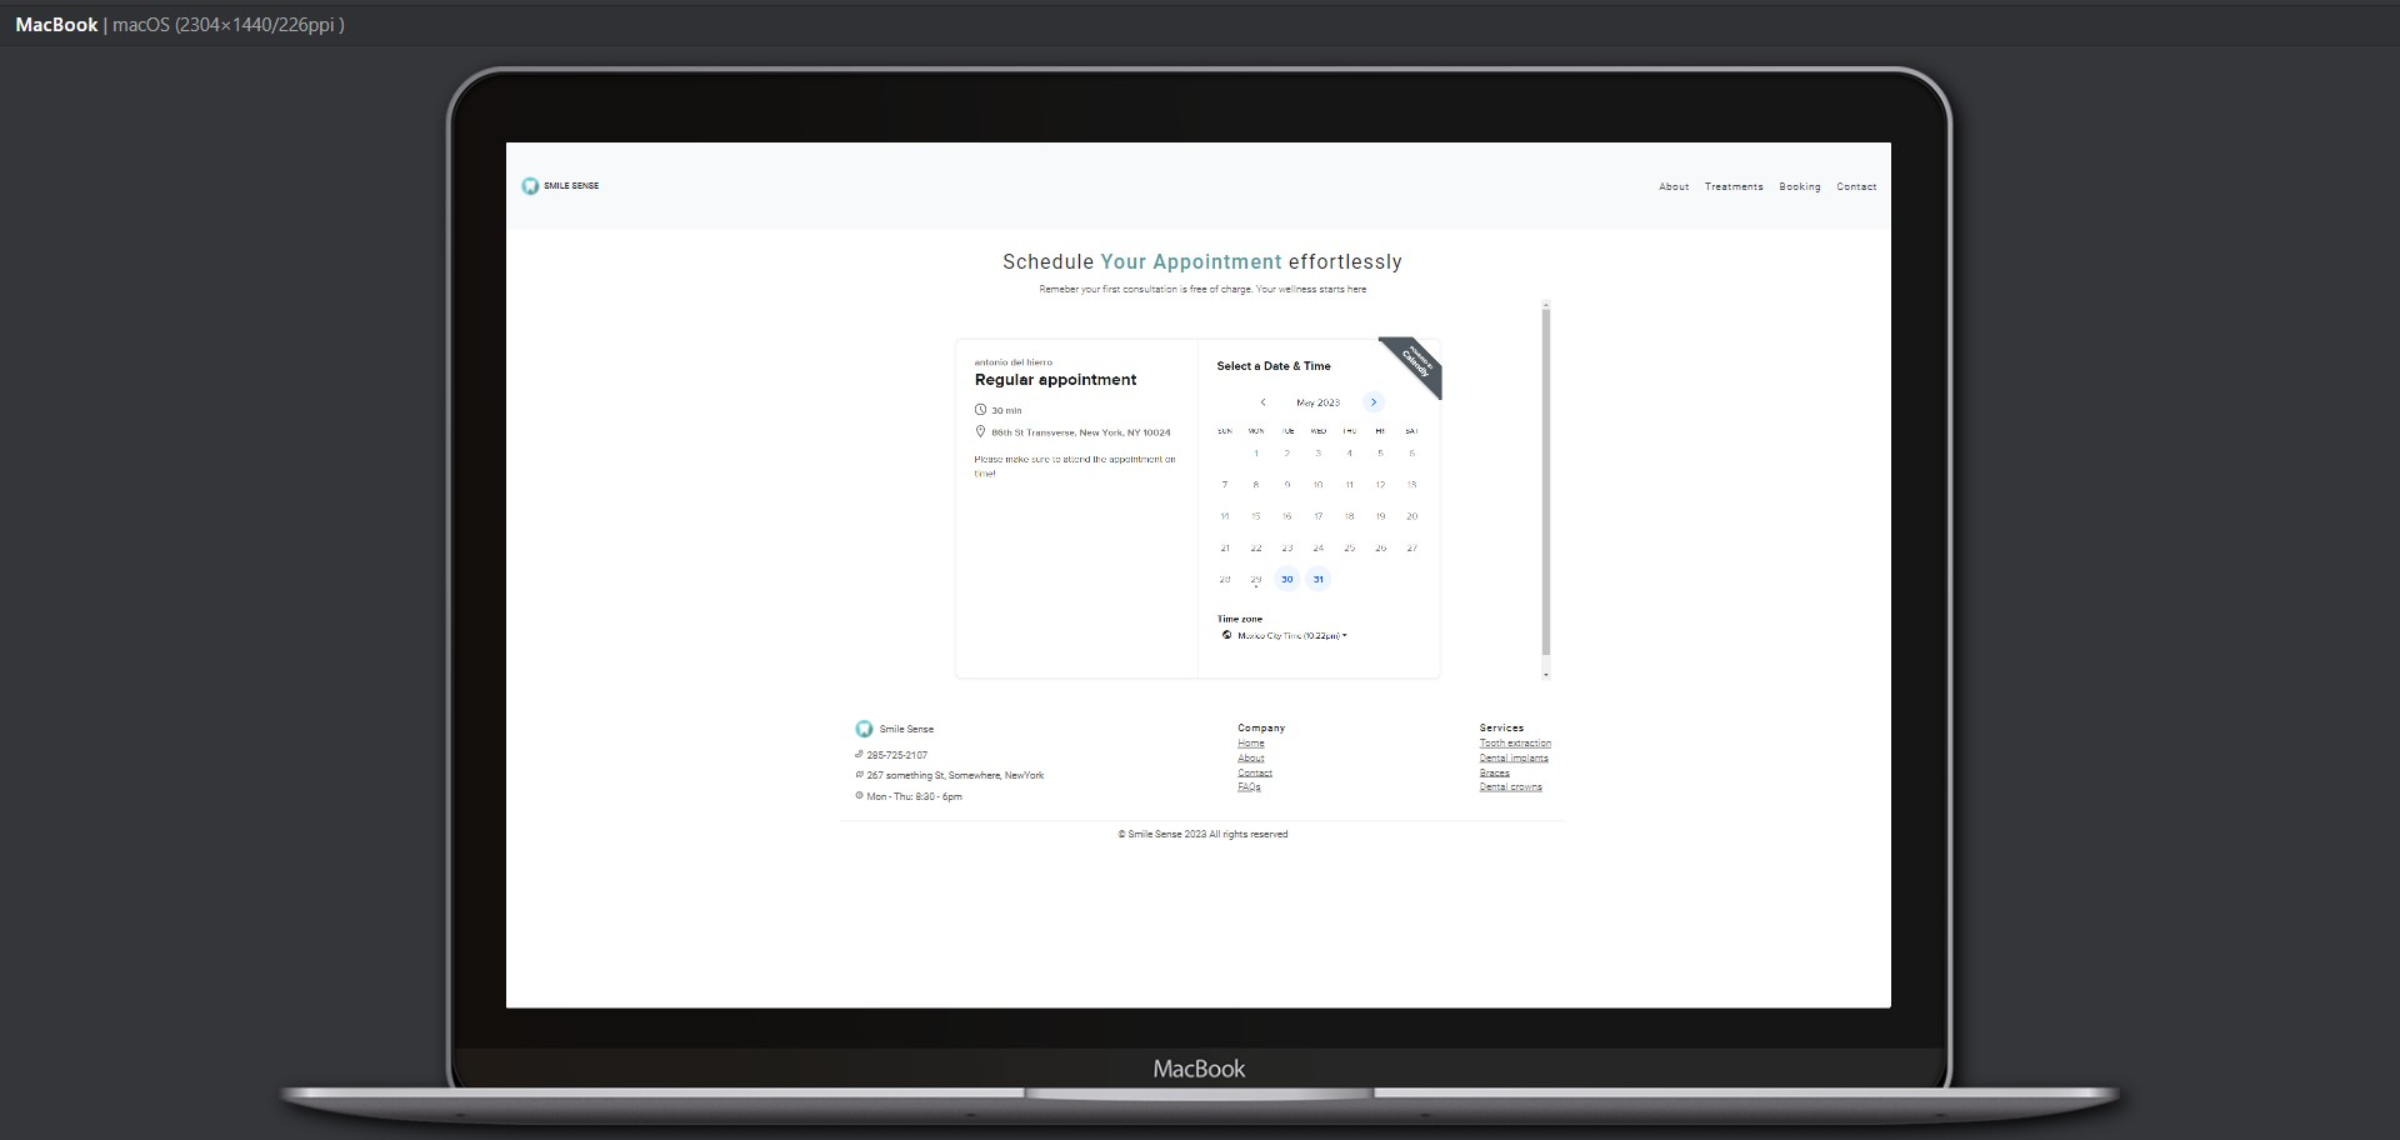 MacBook | macOS (2304×1440/226ppi )
SMILE SENSE
About Treatments Booking Contact
Schedule Your Appointment effortlessly
Remeber your first consultation is free of charge. Your wellness starts here
antonio del hierro
Regular appointment
30 min
86th St Transverse, New York, NY 10024
Please make sure to attend the appointment on
time!
Select a Date & Time
POWERED BY
Calendly
May 2023
SUN MON TUE WED THU FRI SAT
1 2 3 4 5 6
7 8 9 10 11 12 13
14 15 16 17 18 19 20
21 22 23 24 25 26 27
28 29 30 31
Time zone
Mexico City Time (10:22pm)
Smile Sense
285-725-2107
267 something St, Somewhere, NewYork
Mon - Thu: 8:30 - 6pm
Company
Home
About
Contact
FAQs
Services
Tooth extraction
Dental implants
Braces
Dental crowns
© Smile Sense 2023 All rights reserved
MacBook